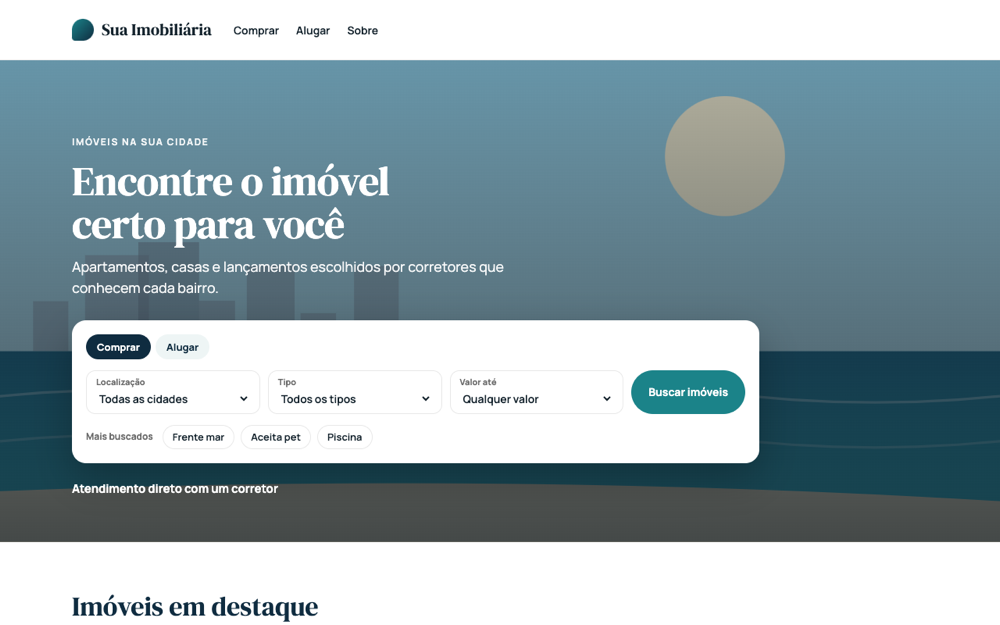 Sua Imobiliária
Comprar Alugar Sobre
IMÓVEIS NA SUA CIDADE
Encontre o imóvel
certo para você
Apartamentos, casas e lançamentos escolhidos por corretores que
conhecem cada bairro.
Comprar Alugar
Localização
Todas as cidades
Tipo
Todos os tipos
Valor até
Qualquer valor
Buscar imóveis
Mais buscados Frente mar Aceita pet Piscina
Atendimento direto com um corretor
Imóveis em destaque